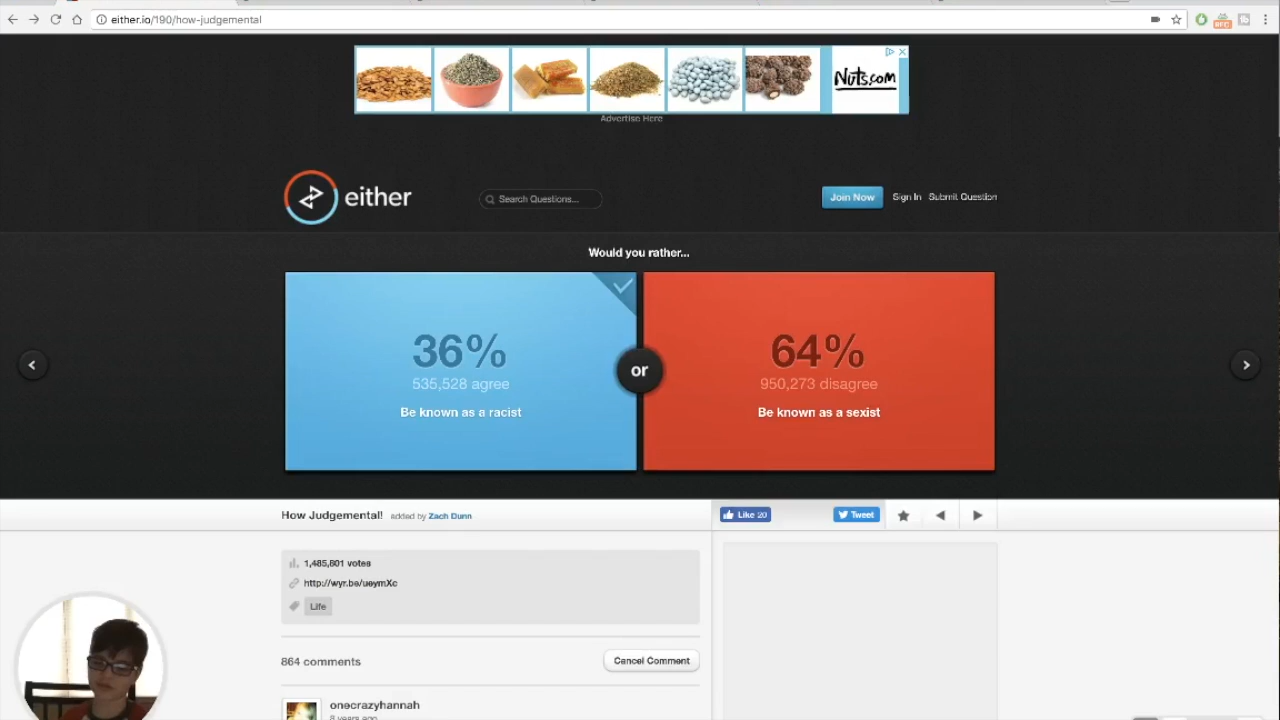 either.io/190/how-judgemental
Nuts.com
Advertise Here
either
Search Questions...
Join Now
Sign In
Submit Question
Would you rather...
36%
535,528 agree
Be known as a racist
or
64%
950,273 disagree
Be known as a sexist
How Judgemental! added by Zach Dunn
Like 20
Tweet
1,485,801 votes
http://wyr.be/ueymXc
Life
864 comments
Cancel Comment
onecrazyhannah
8 years ago